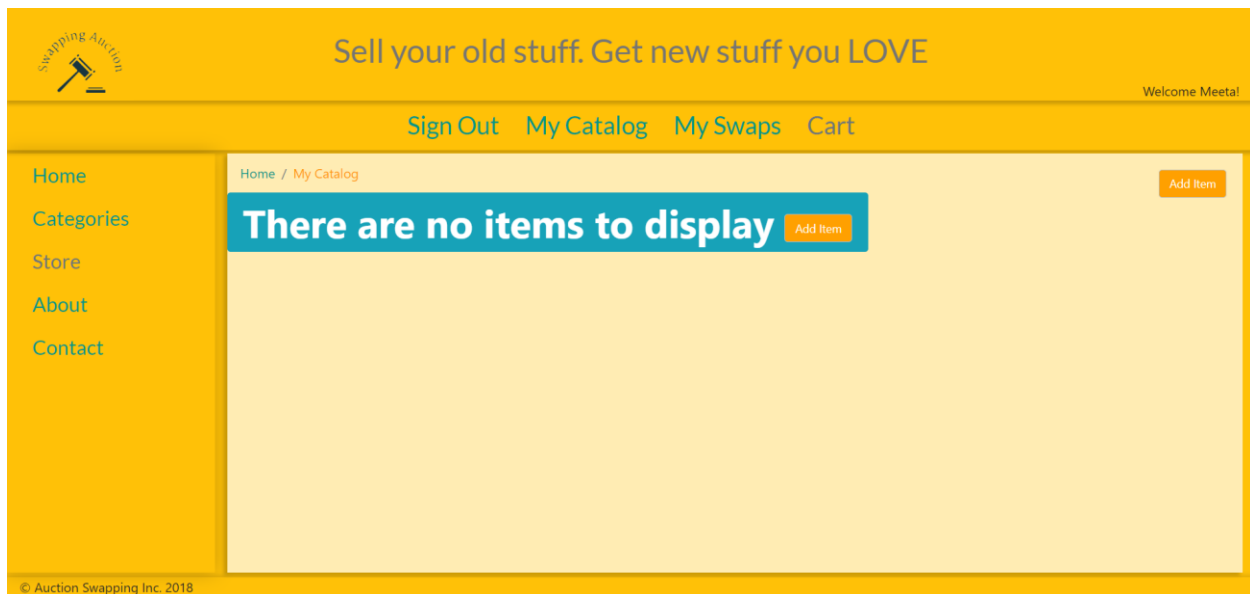 Swapping Auction
Sell your old stuff. Get new stuff you LOVE
Welcome Meeta!
Sign Out My Catalog My Swaps Cart
Home
Categories
Store
About
Contact
Home / My Catalog
Add Item
There are no items to display Add Item
© Auction Swapping Inc. 2018